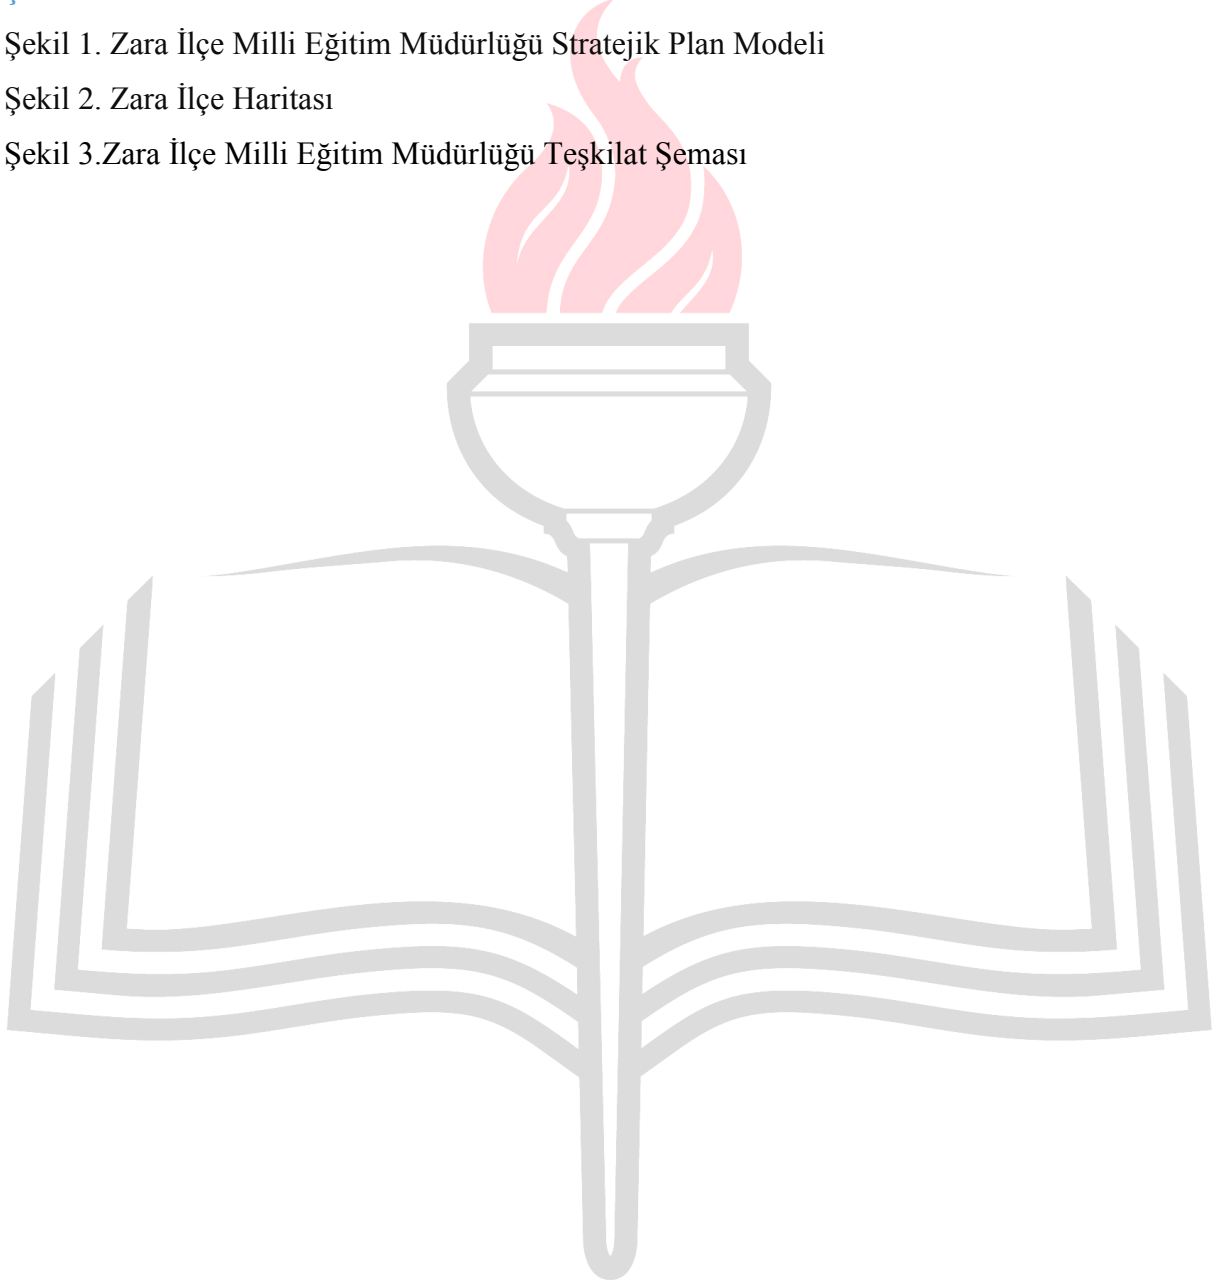 Şekil 1. Zara İlçe Milli Eğitim Müdürlüğü Stratejik Plan Modeli
Şekil 2. Zara İlçe Haritası
Şekil 3.Zara İlçe Milli Eğitim Müdürlüğü Teşkilat Şeması